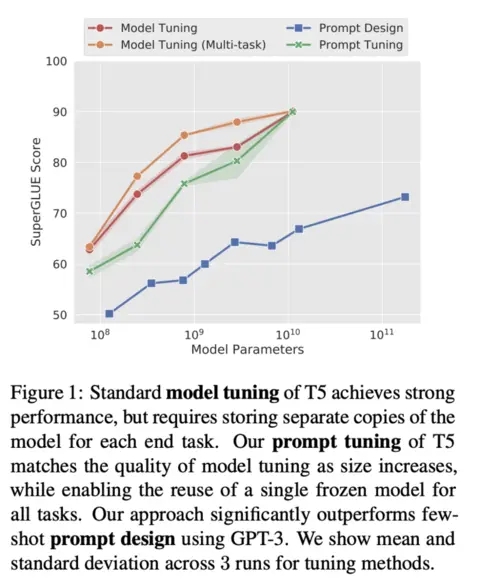 Model Tuning
Model Tuning (Multi-task)
Prompt Design
Prompt Tuning
100
90
80
70
60
50
SuperGLUE Score
10⁸
10⁹
10¹⁰
10¹¹
Model Parameters
Figure 1: Standard model tuning of T5 achieves strong
performance, but requires storing separate copies of the
model for each end task. Our prompt tuning of T5
matches the quality of model tuning as size increases,
while enabling the reuse of a single frozen model for
all tasks. Our approach significantly outperforms few-
shot prompt design using GPT-3. We show mean and
standard deviation across 3 runs for tuning methods.